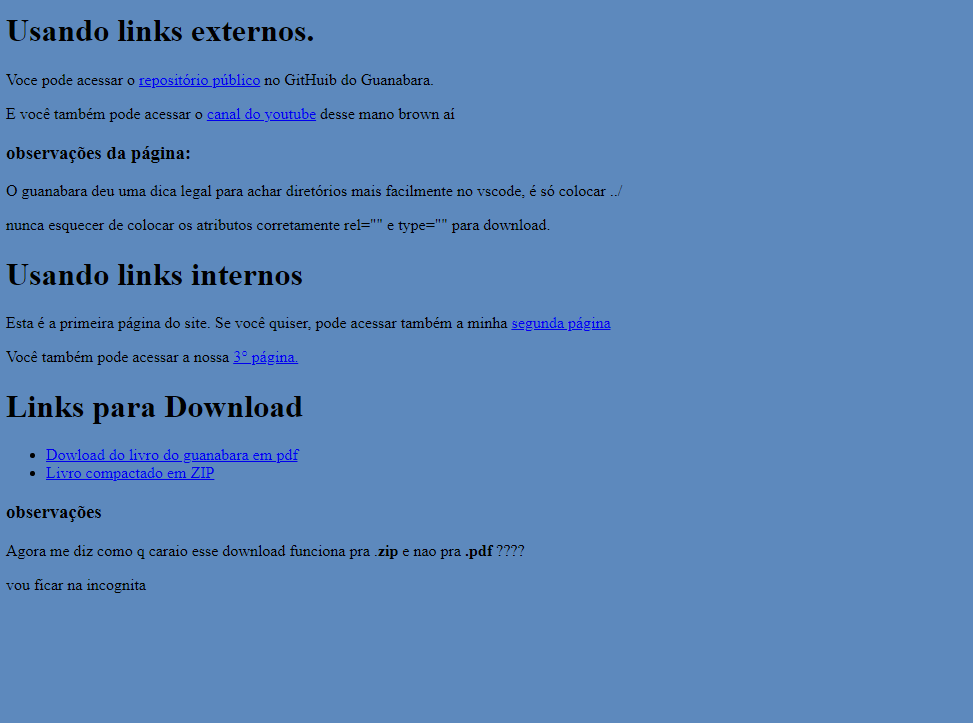 Usando links externos.
Voce pode acessar o repositório público no GitHuib do Guanabara.
E você também pode acessar o canal do youtube desse mano brown aí
observações da página:
O guanabara deu uma dica legal para achar diretórios mais facilmente no vscode, é só colocar ../
nunca esquecer de colocar os atributos corretamente rel="" e type="" para download.
Usando links internos
Esta é a primeira página do site. Se você quiser, pode acessar também a minha segunda página
Você também pode acessar a nossa 3° página.
Links para Download
• Dowload do livro do guanabara em pdf
• Livro compactado em ZIP
observações
Agora me diz como q caraio esse download funciona pra .zip e nao pra .pdf ????
vou ficar na incognita